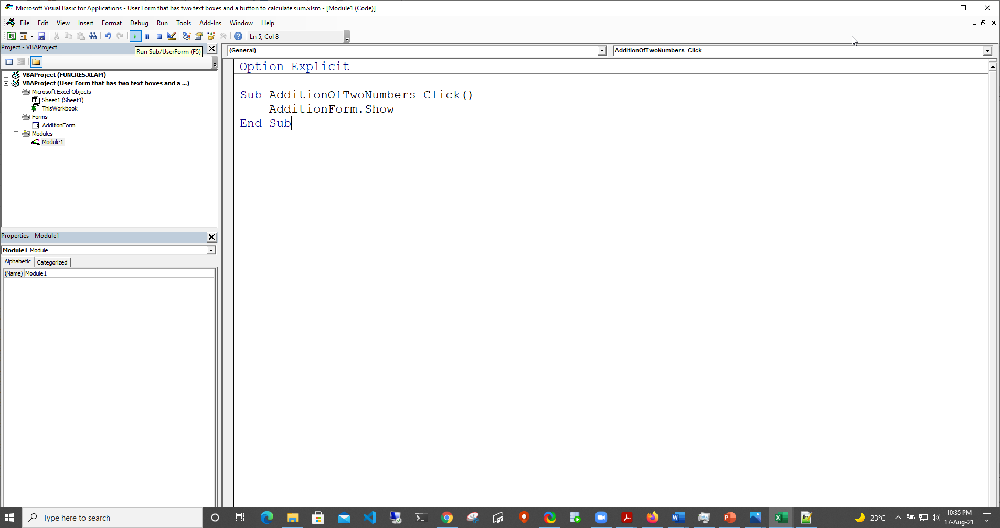 Microsoft Visual Basic for Applications - User Form that has two text boxes and a button to calculate sum.xlsm - [Module1 (Code)]
File Edit View Insert Format Debug Run Tools Add-Ins Window Help
Ln 5, Col 8
Project - VBAProject
Run Sub/UserForm (F5)
(General)
AdditionOfTwoNumbers_Click
VBAProject (FUNCRES.XLAM)
VBAProject (User Form that has two text boxes and a ...)
Microsoft Excel Objects
Sheet1 (Sheet1)
ThisWorkbook
Forms
AdditionForm
Modules
Module1
Option Explicit
Sub AdditionOfTwoNumbers_Click()
AdditionForm.Show
End Sub
Properties - Module1
Module1 Module
Alphabetic Categorized
(Name) Module1
Type here to search
23°C
10:35 PM
17-Aug-21